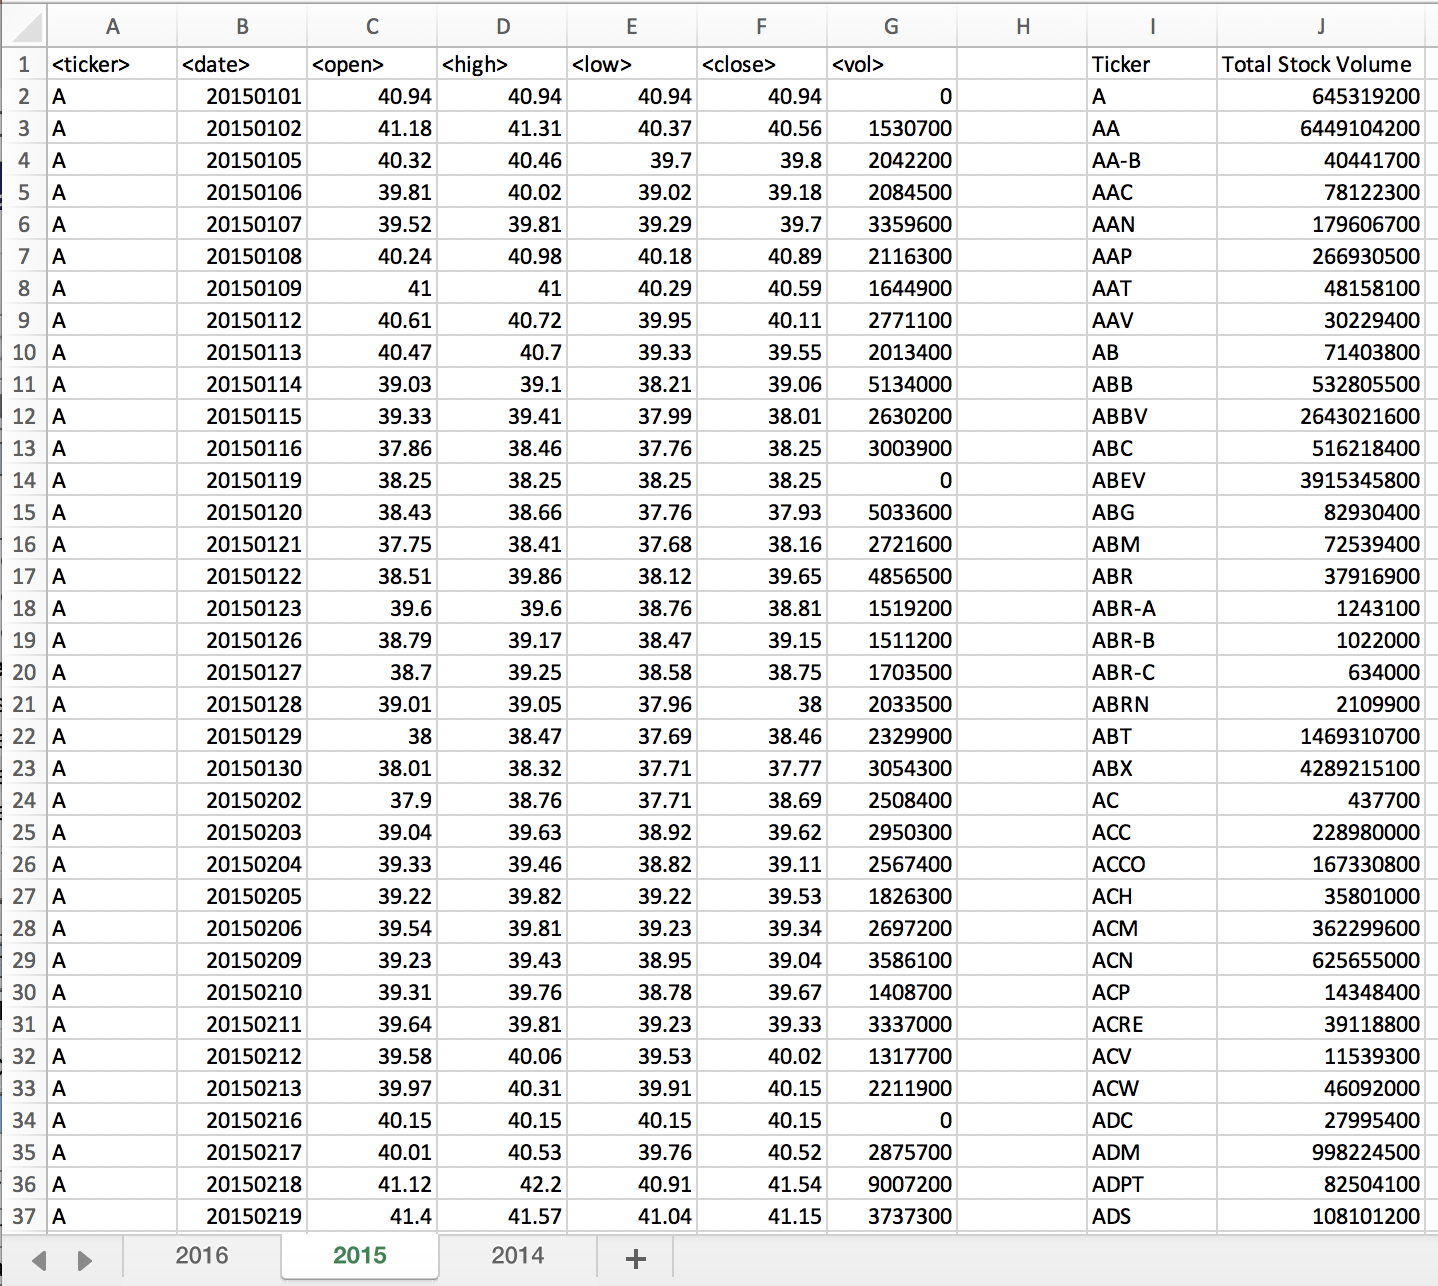 A B C D E F G H I J
1 <ticker> <date> <open> <high> <low> <close> <vol> Ticker Total Stock Volume
2 A 20150101 40.94 40.94 40.94 40.94 0 A 645319200
3 A 20150102 41.18 41.31 40.37 40.56 1530700 AA 6449104200
4 A 20150105 40.32 40.46 39.7 39.8 2042200 AA-B 40441700
5 A 20150106 39.81 40.02 39.02 39.18 2084500 AAC 78122300
6 A 20150107 39.52 39.81 39.29 39.7 3359600 AAN 179606700
7 A 20150108 40.24 40.98 40.18 40.89 2116300 AAP 266930500
8 A 20150109 41 41 40.29 40.59 1644900 AAT 48158100
9 A 20150112 40.61 40.72 39.95 40.11 2771100 AAV 30229400
10 A 20150113 40.47 40.7 39.33 39.55 2013400 AB 71403800
11 A 20150114 39.03 39.1 38.21 39.06 5134000 ABB 532805500
12 A 20150115 39.33 39.41 37.99 38.01 2630200 ABBV 2643021600
13 A 20150116 37.86 38.46 37.76 38.25 3003900 ABC 516218400
14 A 20150119 38.25 38.25 38.25 38.25 0 ABEV 3915345800
15 A 20150120 38.43 38.66 37.76 37.93 5033600 ABG 82930400
16 A 20150121 37.75 38.41 37.68 38.16 2721600 ABM 72539400
17 A 20150122 38.51 39.86 38.12 39.65 4856500 ABR 37916900
18 A 20150123 39.6 39.6 38.76 38.81 1519200 ABR-A 1243100
19 A 20150126 38.79 39.17 38.47 39.15 1511200 ABR-B 1022000
20 A 20150127 38.7 39.25 38.58 38.75 1703500 ABR-C 634000
21 A 20150128 39.01 39.05 37.96 38 2033500 ABRN 2109900
22 A 20150129 38 38.47 37.69 38.46 2329900 ABT 1469310700
23 A 20150130 38.01 38.32 37.71 37.77 3054300 ABX 4289215100
24 A 20150202 37.9 38.76 37.71 38.69 2508400 AC 437700
25 A 20150203 39.04 39.63 38.92 39.62 2950300 ACC 228980000
26 A 20150204 39.33 39.46 38.82 39.11 2567400 ACCO 167330800
27 A 20150205 39.22 39.82 39.22 39.53 1826300 ACH 35801000
28 A 20150206 39.54 39.81 39.23 39.34 2697200 ACM 362299600
29 A 20150209 39.23 39.43 38.95 39.04 3586100 ACN 625655000
30 A 20150210 39.31 39.76 38.78 39.67 1408700 ACP 14348400
31 A 20150211 39.64 39.81 39.23 39.33 3337000 ACRE 39118800
32 A 20150212 39.58 40.06 39.53 40.02 1317700 ACV 11539300
33 A 20150213 39.97 40.31 39.91 40.15 2211900 ACW 46092000
34 A 20150216 40.15 40.15 40.15 40.15 0 ADC 27995400
35 A 20150217 40.01 40.53 39.76 40.52 2875700 ADM 998224500
36 A 20150218 41.12 42.2 40.91 41.54 9007200 ADPT 82504100
37 A 20150219 41.4 41.57 41.04 41.15 3737300 ADS 108101200
2016 2015 2014 +